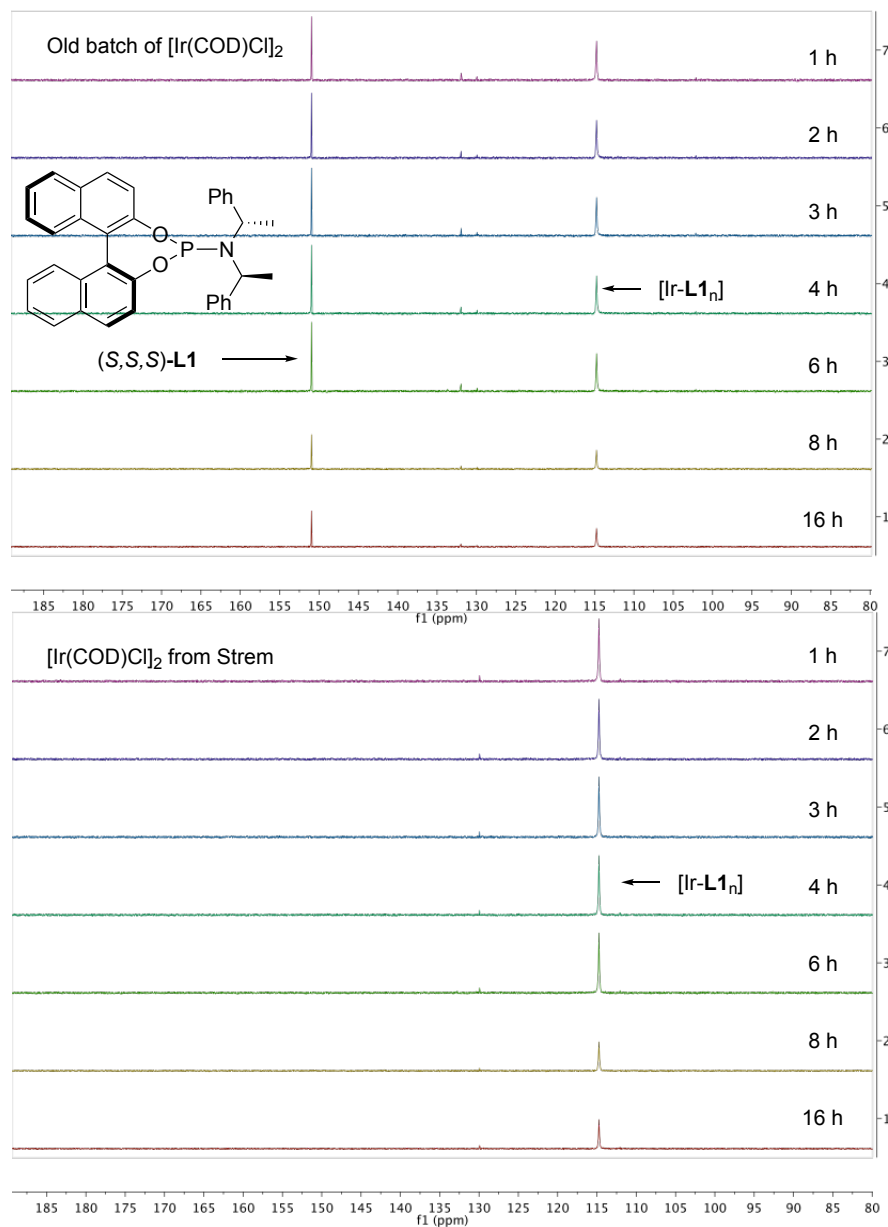 Old batch of [Ir(COD)Cl]2
1 h
7
2 h
6
Ph
3 h
5
O
P
N
O
4 h
4
[Ir-L1n]
Ph
(S,S,S)-L1
6 h
3
8 h
2
16 h
1
185 180 175 170 165 160 155 150 145 140 135 130 125 120 115 110 105 100 95 90 85 80
f1 (ppm)
[Ir(COD)Cl]2 from Strem
1 h
7
2 h
6
3 h
5
[Ir-L1n]
4 h
4
6 h
3
8 h
2
16 h
1
185 180 175 170 165 160 155 150 145 140 135 130 125 120 115 110 105 100 95 90 85 80
f1 (ppm)